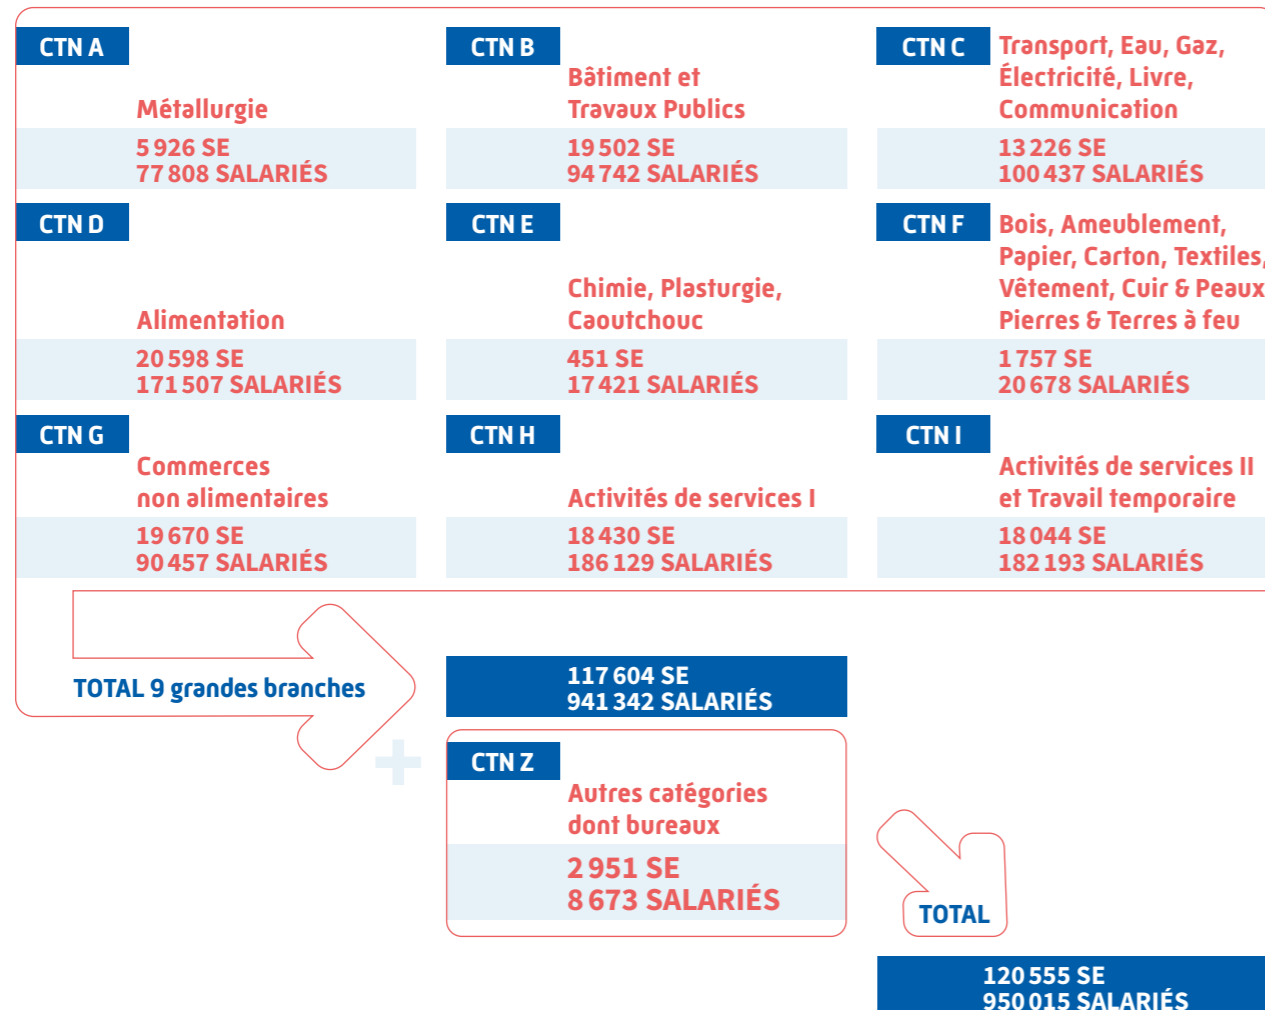 CTN A
Métallurgie
5 926 SE
77 808 SALARIÉS
CTN B
Bâtiment et
Travaux Publics
19 502 SE
94 742 SALARIÉS
CTN C
Transport, Eau, Gaz,
Électricité, Livre,
Communication
13 226 SE
100 437 SALARIÉS
CTN D
Alimentation
20 598 SE
171 507 SALARIÉS
CTN E
Chimie, Plasturgie,
Caoutchouc
451 SE
17 421 SALARIÉS
CTN F
Bois, Ameublement,
Papier, Carton, Textiles,
Vêtement, Cuir & Peaux
Pierres & Terres à feu
1 757 SE
20 678 SALARIÉS
CTN G
Commerces
non alimentaires
19 670 SE
90 457 SALARIÉS
CTN H
Activités de services I
18 430 SE
186 129 SALARIÉS
CTN I
Activités de services II
et Travail temporaire
18 044 SE
182 193 SALARIÉS
TOTAL 9 grandes branches
117 604 SE
941 342 SALARIÉS
+
CTN Z
Autres catégories
dont bureaux
2 951 SE
8 673 SALARIÉS
TOTAL
120 555 SE
950 015 SALARIÉS